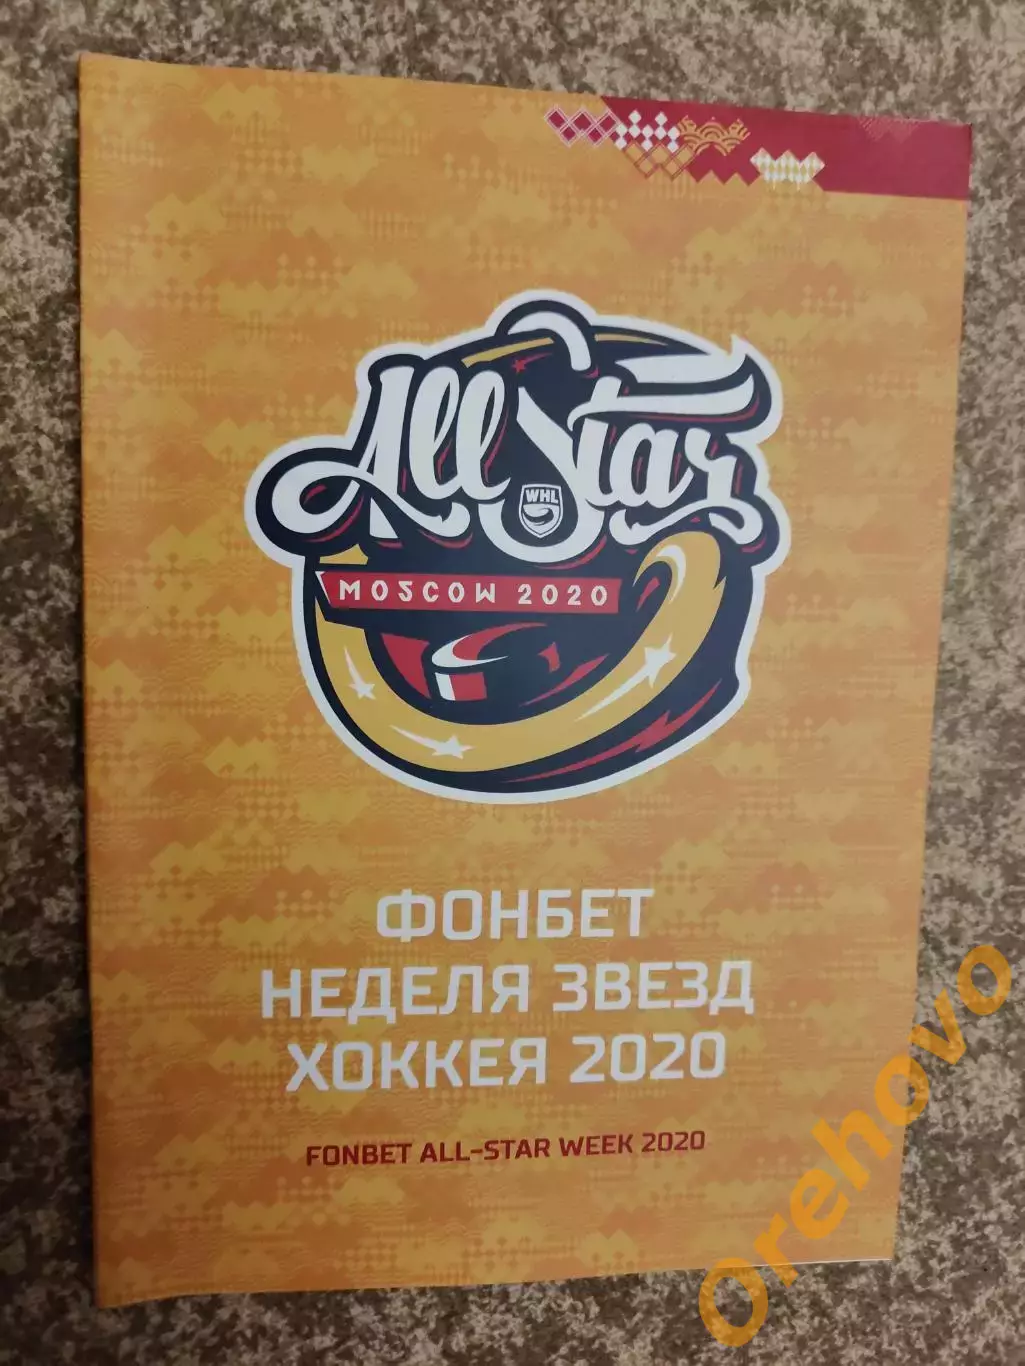 All Star
WHL
MOSCOW 2020
ФОНБЕТ
НЕДЕЛЯ ЗВЕЗД
ХОККЕЯ 2020
FONBET ALL-STAR WEEK 2020
Orehovo